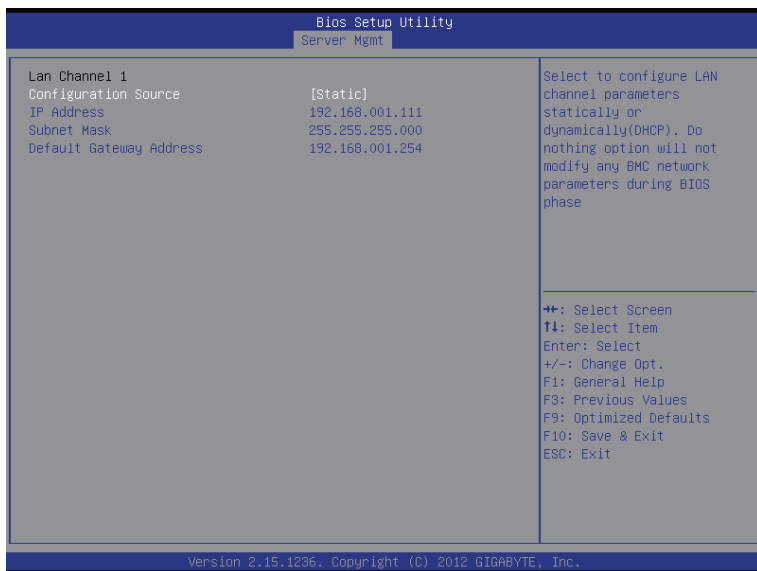 Bios Setup Utility
Server Mgmt
Lan Channel 1
Configuration Source [Static]
IP Address 192.168.001.111
Subnet Mask 255.255.255.000
Default Gateway Address 192.168.001.254
Select to configure LAN
channel parameters
statically or
dynamically(DHCP). Do
nothing option will not
modify any BMC network
parameters during BIOS
phase
→←: Select Screen
↑↓: Select Item
Enter: Select
+/-: Change Opt.
F1: General Help
F3: Previous Values
F9: Optimized Defaults
F10: Save & Exit
ESC: Exit
Version 2.15.1236. Copyright (C) 2012 GIGABYTE, Inc.